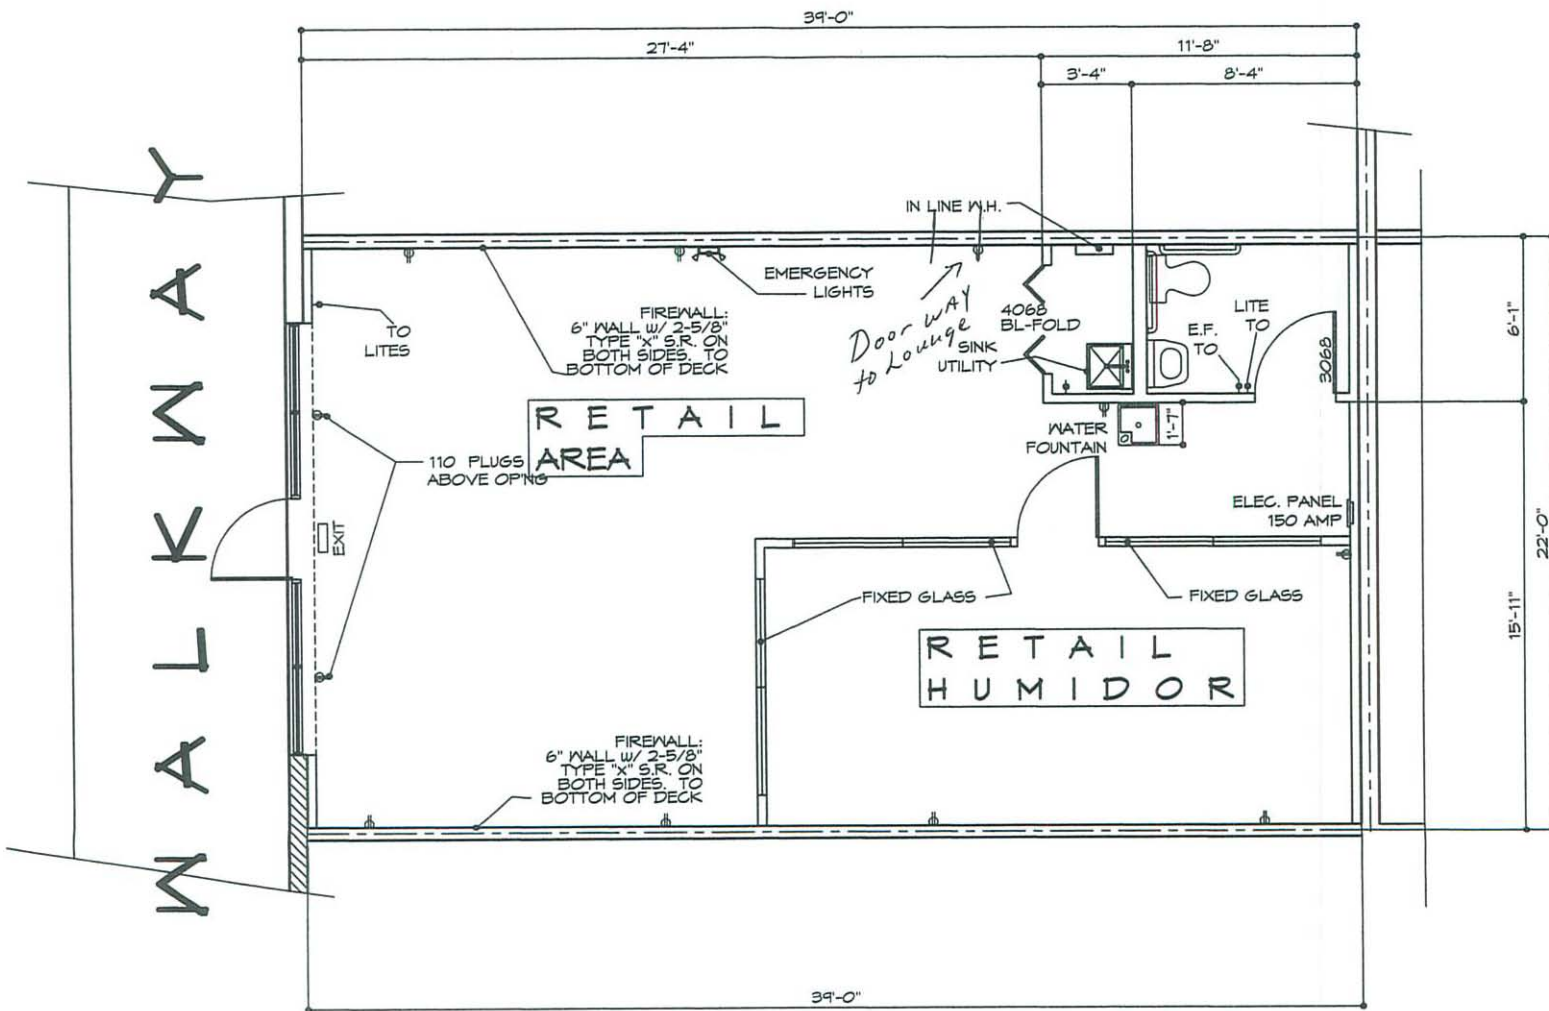 39'-0"
27'-4"
11'-8"
3'-4"
8'-4"
WALKWAY
IN LINE W.H.
EMERGENCY
LIGHTS
TO
LITES
FIREWALL:
6" WALL W/ 2-5/8"
TYPE "X" S.R. ON
BOTH SIDES. TO
BOTTOM OF DECK
Door WAY
to Lounge
4068
BL-FOLD
SINK
UTILITY
LITE
TO
E.F.
TO
3068
6'-1"
RETAIL
AREA
110 PLUGS
ABOVE OP'NG
WATER
FOUNTAIN
1'-7"
ELEC. PANEL
150 AMP
EXIT
22'-0"
FIXED GLASS
FIXED GLASS
15'-11"
RETAIL
HUMIDOR
FIREWALL:
6" WALL W/ 2-5/8"
TYPE "X" S.R. ON
BOTH SIDES. TO
BOTTOM OF DECK
39'-0"